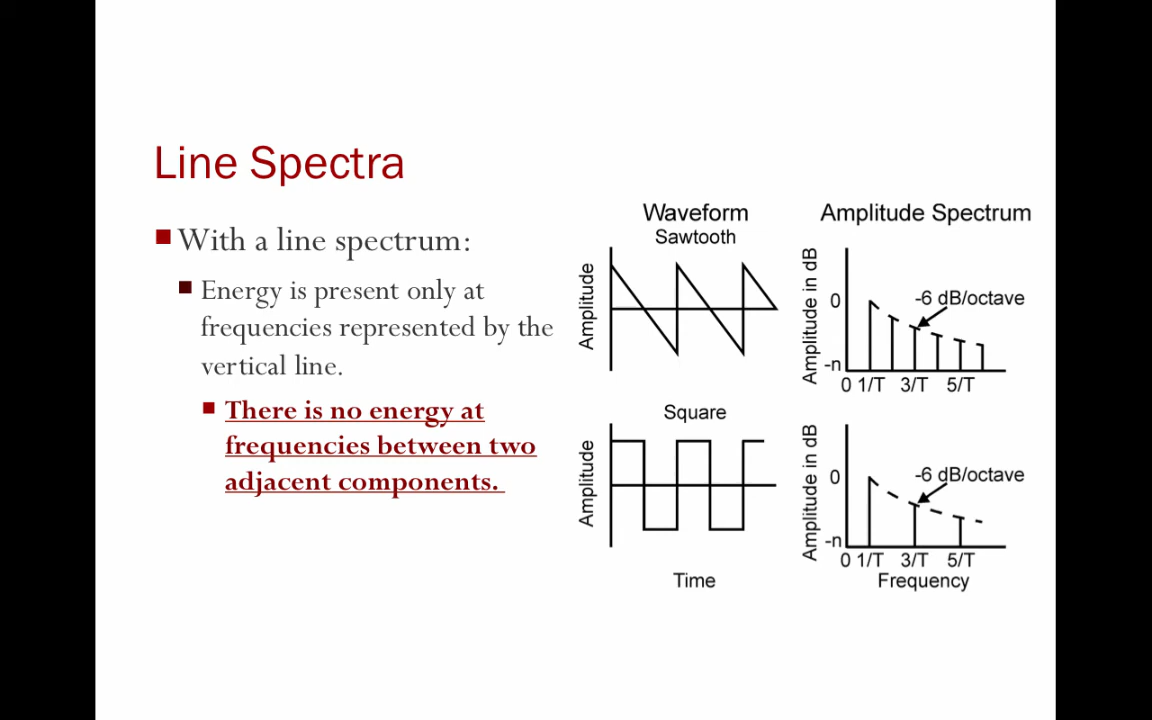 Line Spectra
With a line spectrum:
Energy is present only at
frequencies represented by the
vertical line.
There is no energy at
frequencies between two
adjacent components.
Waveform
Sawtooth
Amplitude
Amplitude Spectrum
Amplitude in dB
0
-n
-6 dB/octave
0 1/T 3/T 5/T
Square
Amplitude
Time
Amplitude in dB
0
-n
-6 dB/octave
0 1/T 3/T 5/T
Frequency